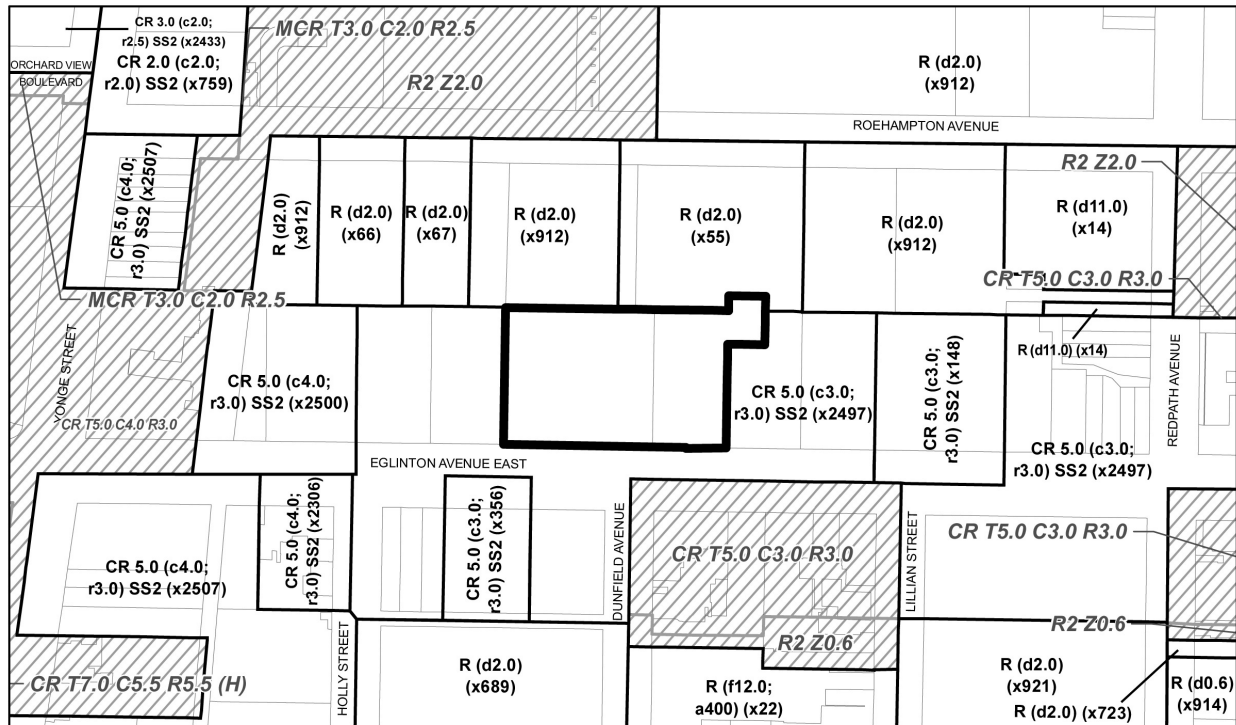 CR 3.0 (c2.0;
r2.5) SS2 (x2433)
CR 2.0 (c2.0;
r2.0) SS2 (x759)
MCR T3.0 C2.0 R2.5
ORCHARD VIEW
BOULEVARD
R2 Z2.0
R (d2.0)
(x912)
ROEHAMPTON AVENUE
CR 5.0 (c4.0;
r3.0) SS2 (x2507)
R (d2.0)
(x912)
R (d2.0)
(x66)
R (d2.0)
(x67)
R (d2.0)
(x912)
R (d2.0)
(x55)
R (d2.0)
(x912)
R (d11.0)
(x14)
R2 Z2.0
CR T5.0 C3.0 R3.0
MCR T3.0 C2.0 R2.5
YONGE STREET
CR T5.0 C4.0 R3.0
CR 5.0 (c4.0;
r3.0) SS2 (x2500)
CR 5.0 (c3.0;
r3.0) SS2 (x2497)
CR 5.0 (c3.0;
r3.0) SS2 (x148)
R (d11.0) (x14)
CR 5.0 (c3.0;
r3.0) SS2 (x2497)
REDPATH AVENUE
EGLINTON AVENUE EAST
CR 5.0 (c4.0;
r3.0) SS2 (x2507)
CR 5.0 (c4.0;
r3.0) SS2 (x2306)
CR 5.0 (c3.0;
r3.0) SS2 (x356)
DUNFIELD AVENUE
CR T5.0 C3.0 R3.0
LILLIAN STREET
CR T5.0 C3.0 R3.0
R2 Z0.6
R2 Z0.6
CR T7.0 C5.5 R5.5 (H)
HOLLY STREET
R (d2.0)
(x689)
R (f12.0;
a400) (x22)
R (d2.0)
(x921)
R (d2.0) (x723)
R (d0.6)
(x914)